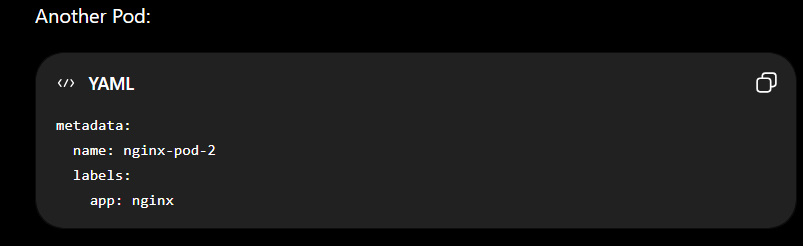 Another Pod:
</> YAML
metadata:
  name: nginx-pod-2
  labels:
    app: nginx